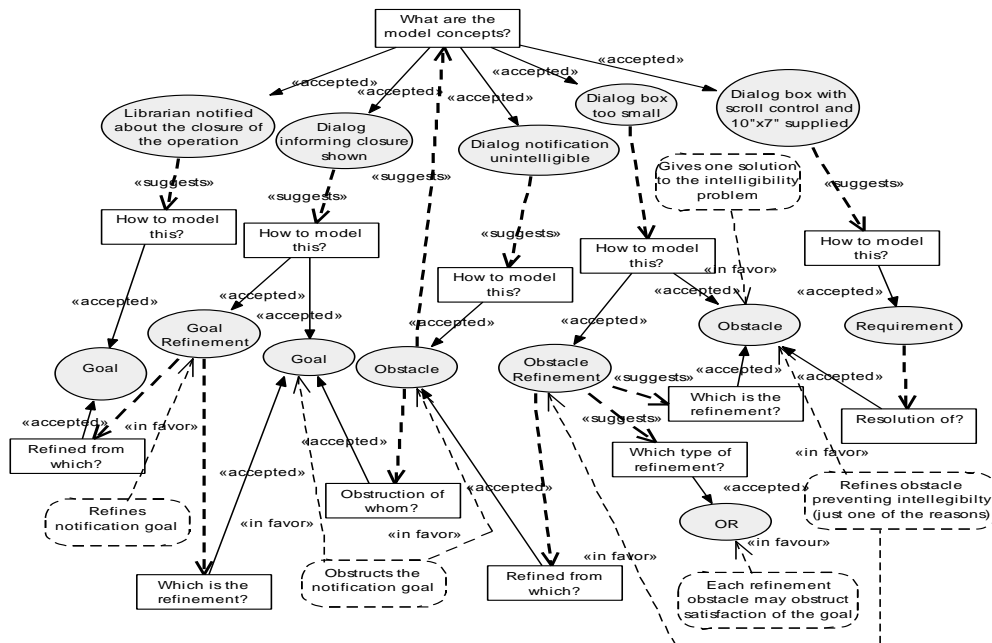 What are the
model concepts?
«accepted»
«accepted»
«accepted»
«accepted»
«accepted»
Librarian notified
about the closure of
the operation
Dialog
informing closure
shown
Dialog notification
unintelligible
Dialog box
too small
Dialog box with
scroll control and
10"x7" supplied
«suggests»
«suggests»
«suggests»
«suggests»
«suggests»
Gives one solution
to the intelligibility
problem
How to model
this?
How to model
this?
How to model
this?
How to model
this?
How to model
this?
«in favor»
«accepted»
«accepted»
«accepted»
«accepted»
«accepted»
«accepted»
«accepted»
Goal
Goal
Refinement
Goal
Obstacle
Obstacle
Refinement
Obstacle
Requirement
«accepted»
«in favor»
«suggests»
«suggests»
«accepted»
«accepted»
Refined from
which?
Which is the
refinement?
Resolution of?
Which type of
refinement?
«accepted»
«accepted»
«accepted»
«accepted»
«in favor»
Refines
notification goal
Obstruction of
whom?
Refines obstacle
preventing intellegibilty
(just one of the reasons)
OR
«in favor»
«in favor»
«in favor»
«in favour»
Which is the
refinement?
Obstructs the
notification goal
Refined from
which?
Each refinement
obstacle may obstruct
satisfaction of the goal